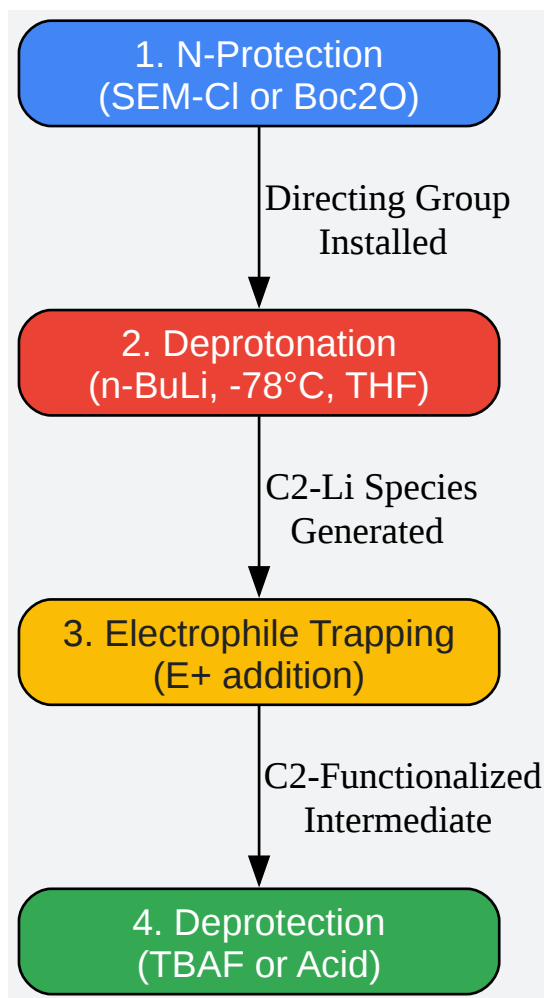 1. N-Protection
(SEM-Cl or Boc2O)
Directing Group
Installed
2. Deprotonation
(n-BuLi, -78°C, THF)
C2-Li Species
Generated
3. Electrophile Trapping
(E+ addition)
C2-Functionalized
Intermediate
4. Deprotection
(TBAF or Acid)